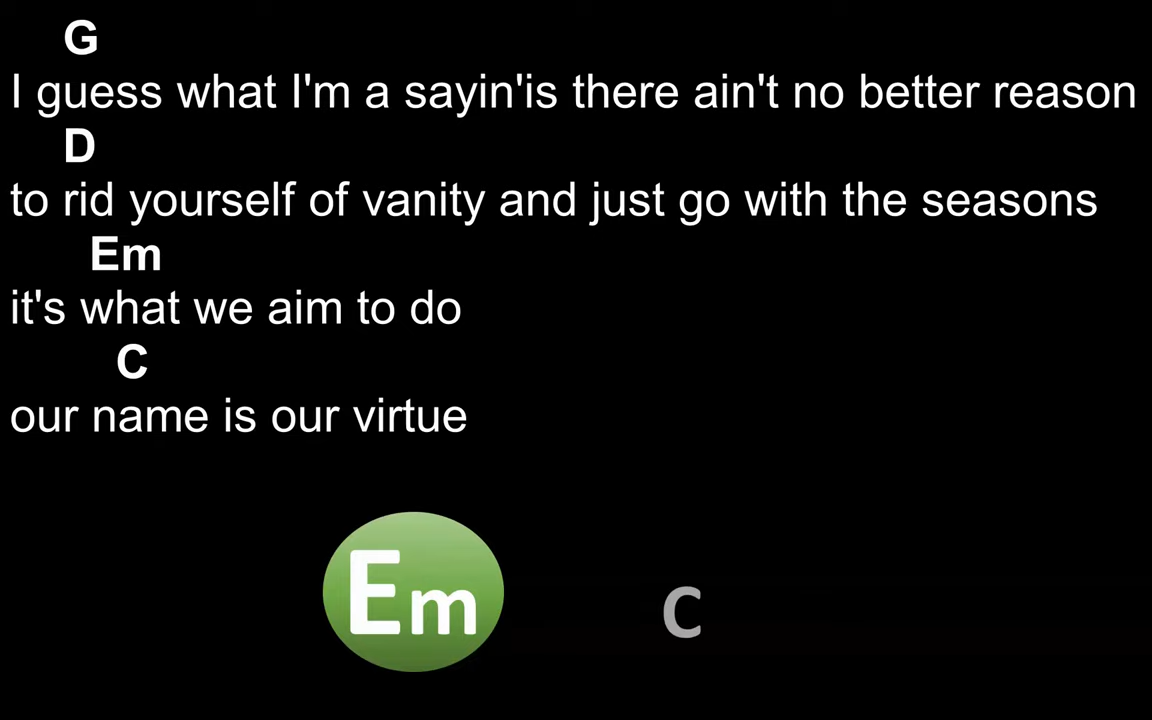 G
I guess what I'm a sayin'is there ain't no better reason
D
to rid yourself of vanity and just go with the seasons
Em
it's what we aim to do
C
our name is our virtue
Em C